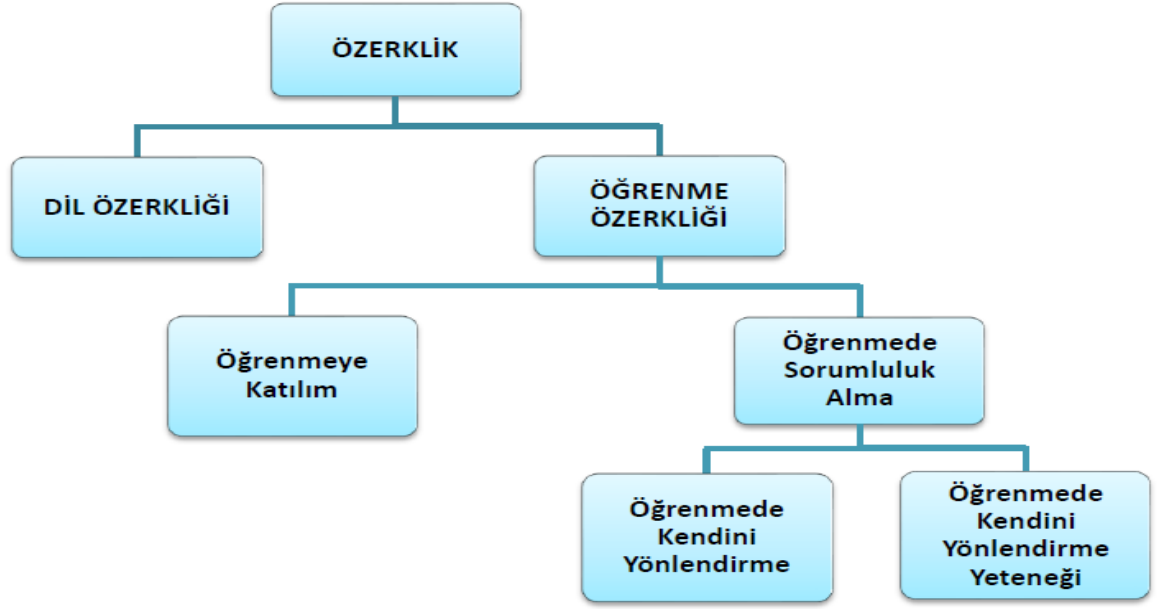 ÖZERKLİK
DİL ÖZERKLİĞİ
ÖĞRENME
ÖZERKLİĞİ
Öğrenmeye
Katılım
Öğrenmede
Sorumluluk
Alma
Öğrenmede
Kendini
Yönlendirme
Öğrenmede
Kendini
Yönlendirme
Yeteneği